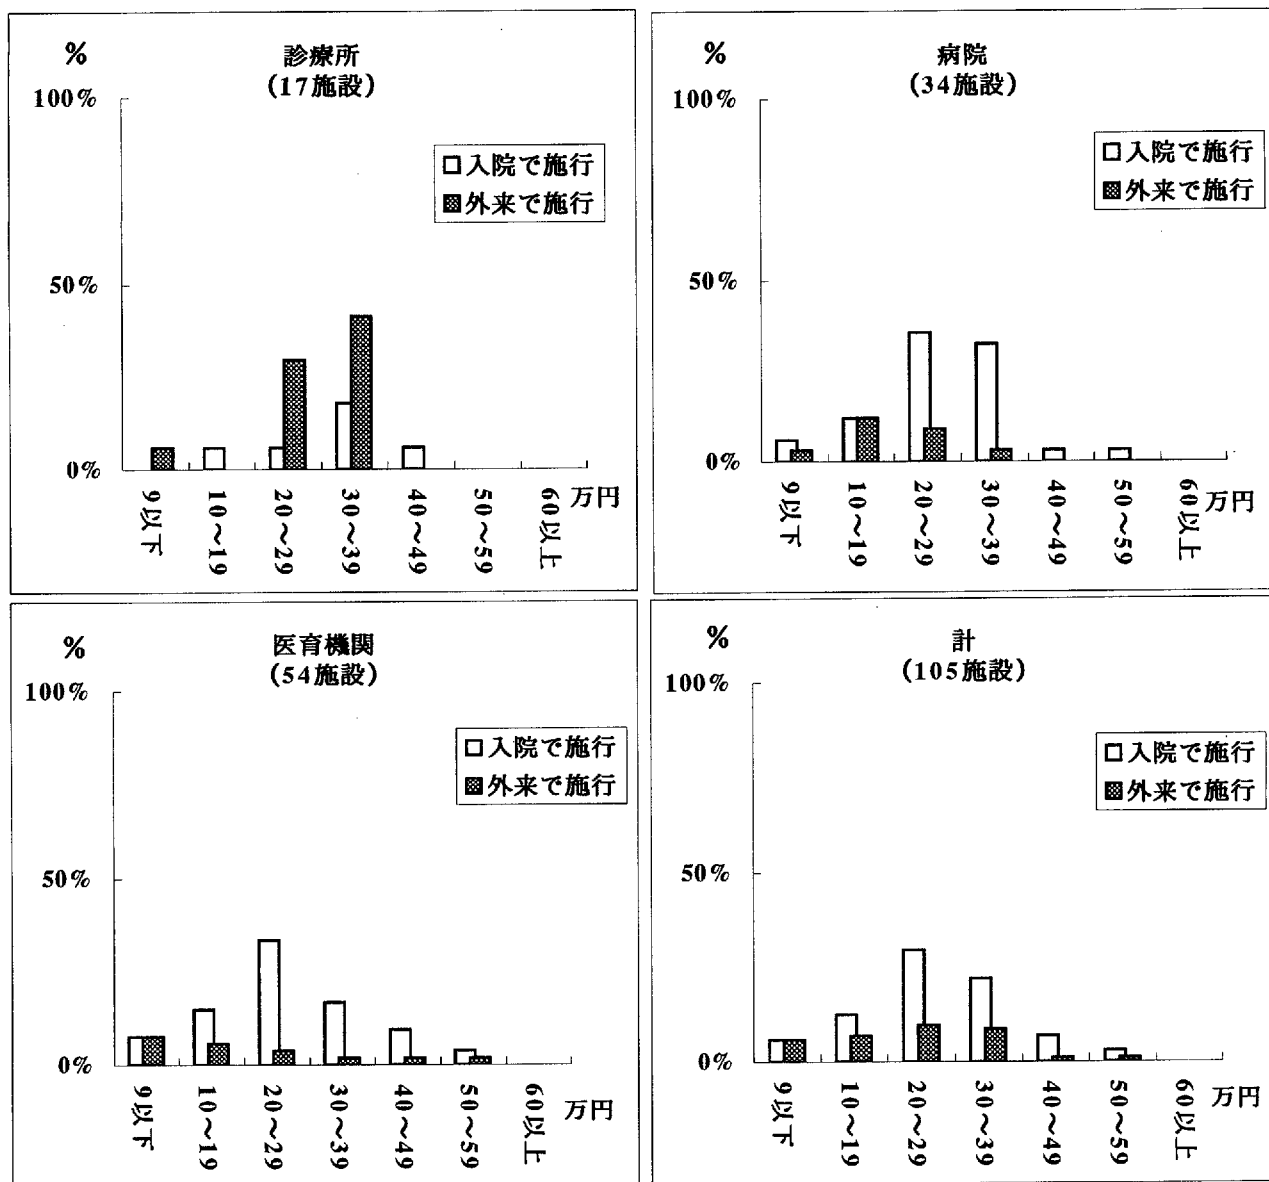 %
診療所
(17施設)
100%
50%
0%
入院で施行
外来で施行
9以下
10～19
20～29
30～39
40～49
50～59
60以上
万円
%
病院
(34施設)
100%
50%
0%
入院で施行
外来で施行
9以下
10～19
20～29
30～39
40～49
50～59
60以上
万円
%
医育機関
(54施設)
100%
50%
0%
入院で施行
外来で施行
9以下
10～19
20～29
30～39
40～49
50～59
60以上
万円
%
計
(105施設)
100%
50%
0%
入院で施行
外来で施行
9以下
10～19
20～29
30～39
40～49
50～59
60以上
万円